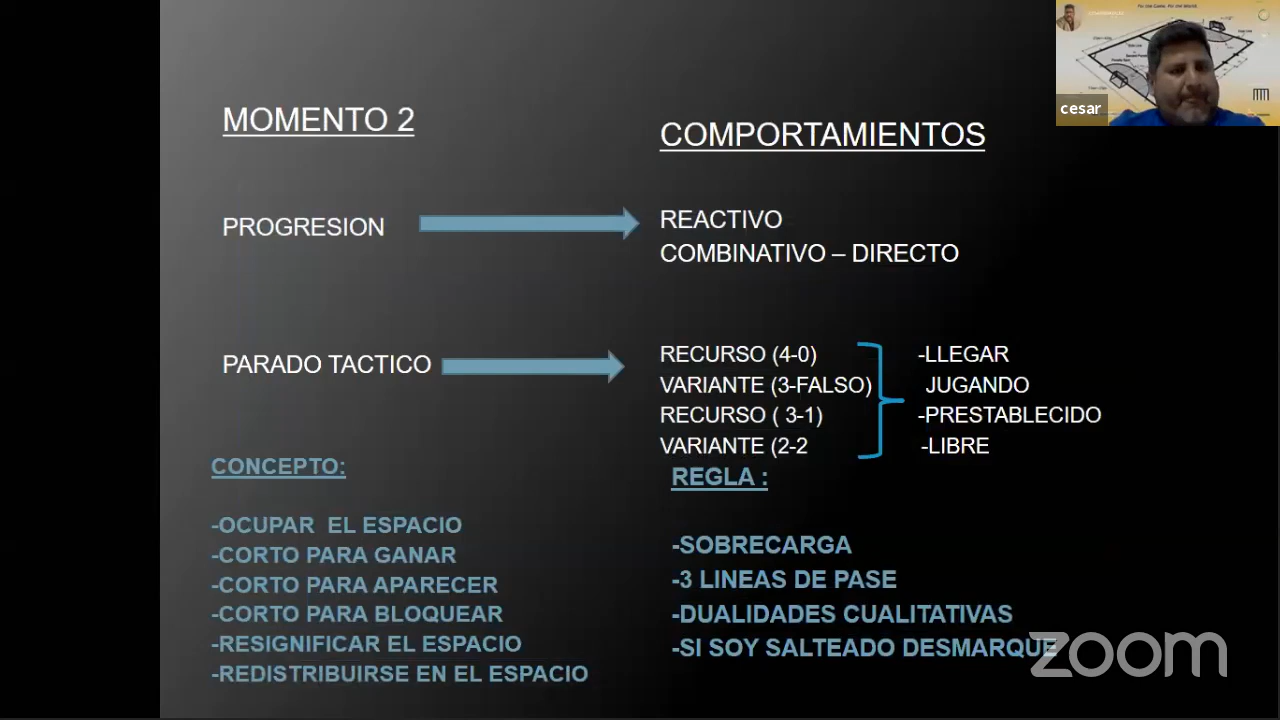 MOMENTO 2
PROGRESION
PARADO TACTICO
CONCEPTO:
-OCUPAR EL ESPACIO
-CORTO PARA GANAR
-CORTO PARA APARECER
-CORTO PARA BLOQUEAR
-RESIGNIFICAR EL ESPACIO
-REDISTRIBUIRSE EN EL ESPACIO
COMPORTAMIENTOS
REACTIVO
COMBINATIVO – DIRECTO
RECURSO (4-0)
VARIANTE (3-FALSO)
RECURSO ( 3-1)
VARIANTE (2-2
-LLEGAR
JUGANDO
-PRESTABLECIDO
-LIBRE
REGLA :
-SOBRECARGA
-3 LINEAS DE PASE
-DUALIDADES CUALITATIVAS
-SI SOY SALTEADO DESMARQUE
cesar
zoom